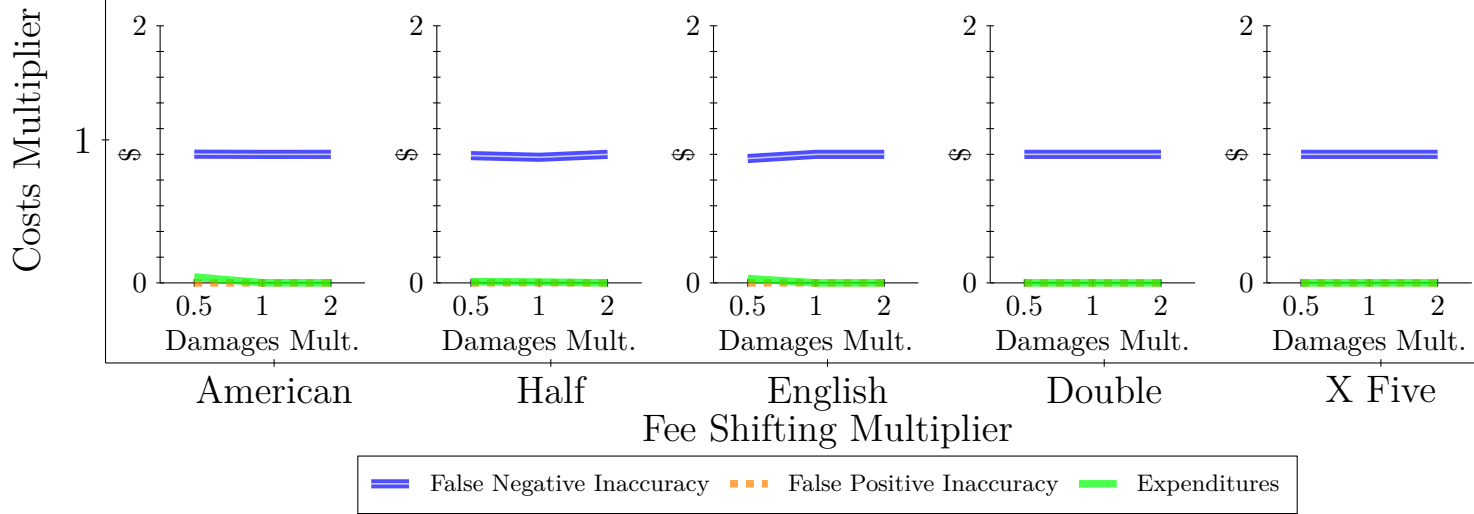 Costs Multiplier
1
2
$
0
0.5 1 2
Damages Mult.
2
$
0
0.5 1 2
Damages Mult.
2
$
0
0.5 1 2
Damages Mult.
2
$
0
0.5 1 2
Damages Mult.
2
$
0
0.5 1 2
Damages Mult.
American Half English Double X Five
Fee Shifting Multiplier
False Negative Inaccuracy False Positive Inaccuracy Expenditures